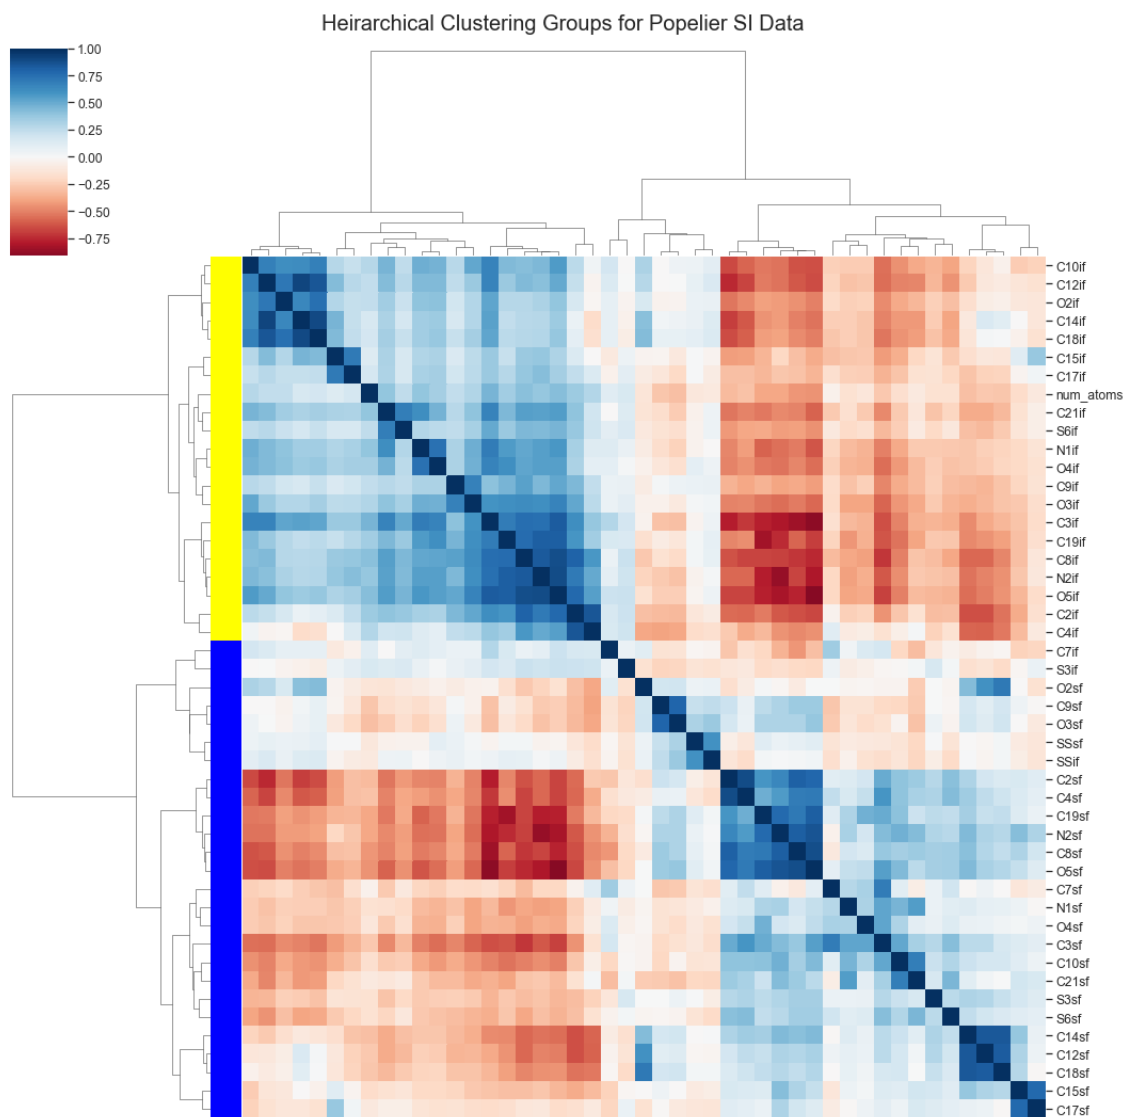 Heirarchical Clustering Groups for Popelier SI Data
1.00
0.75
0.50
0.25
0.00
−0.25
−0.50
−0.75
C10if
C12if
O2if
C14if
C18if
C15if
C17if
num_atoms
C21if
S6if
N1if
O4if
C9if
O3if
C3if
C19if
C8if
N2if
O5if
C2if
C4if
C7if
S3if
O2sf
C9sf
O3sf
SSsf
SSif
C2sf
C4sf
C19sf
N2sf
C8sf
O5sf
C7sf
N1sf
O4sf
C3sf
C10sf
C21sf
S3sf
S6sf
C14sf
C12sf
C18sf
C15sf
C17sf